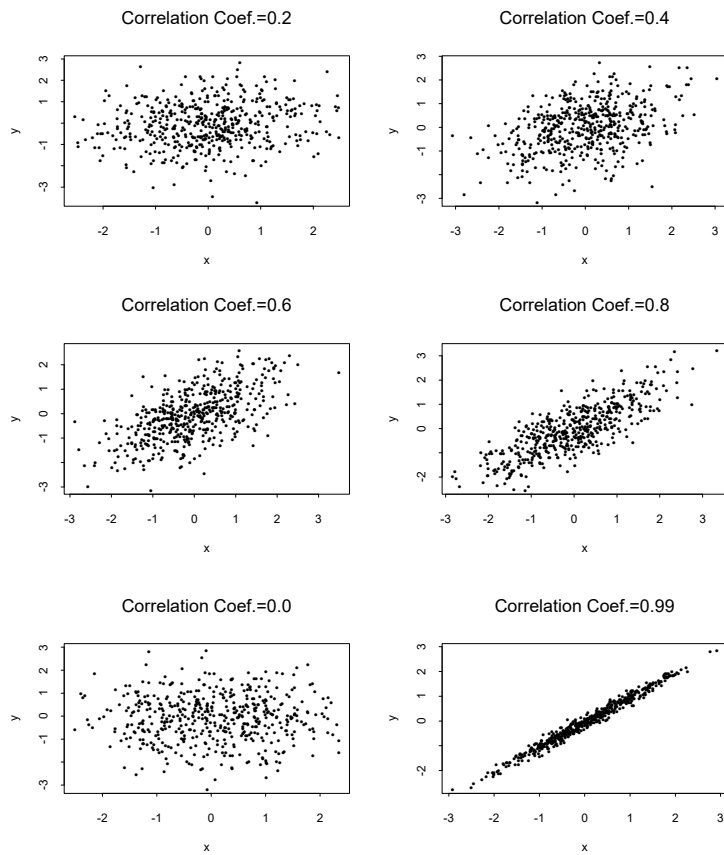 Correlation Coef.=0.2
3
1
y
-1
-3
-2 -1 0 1 2
x
Correlation Coef.=0.4
3
2
1
0
y
-1
-3
-3 -2 -1 0 1 2 3
x
Correlation Coef.=0.6
2
1
0
y
-1
-3
-3 -2 -1 0 1 2 3
x
Correlation Coef.=0.8
3
2
1
0
y
-2
-3 -2 -1 0 1 2 3
x
Correlation Coef.=0.0
3
2
1
0
y
-1
-3
-2 -1 0 1 2
x
Correlation Coef.=0.99
3
2
1
0
y
-2
-3 -2 -1 0 1 2 3
x